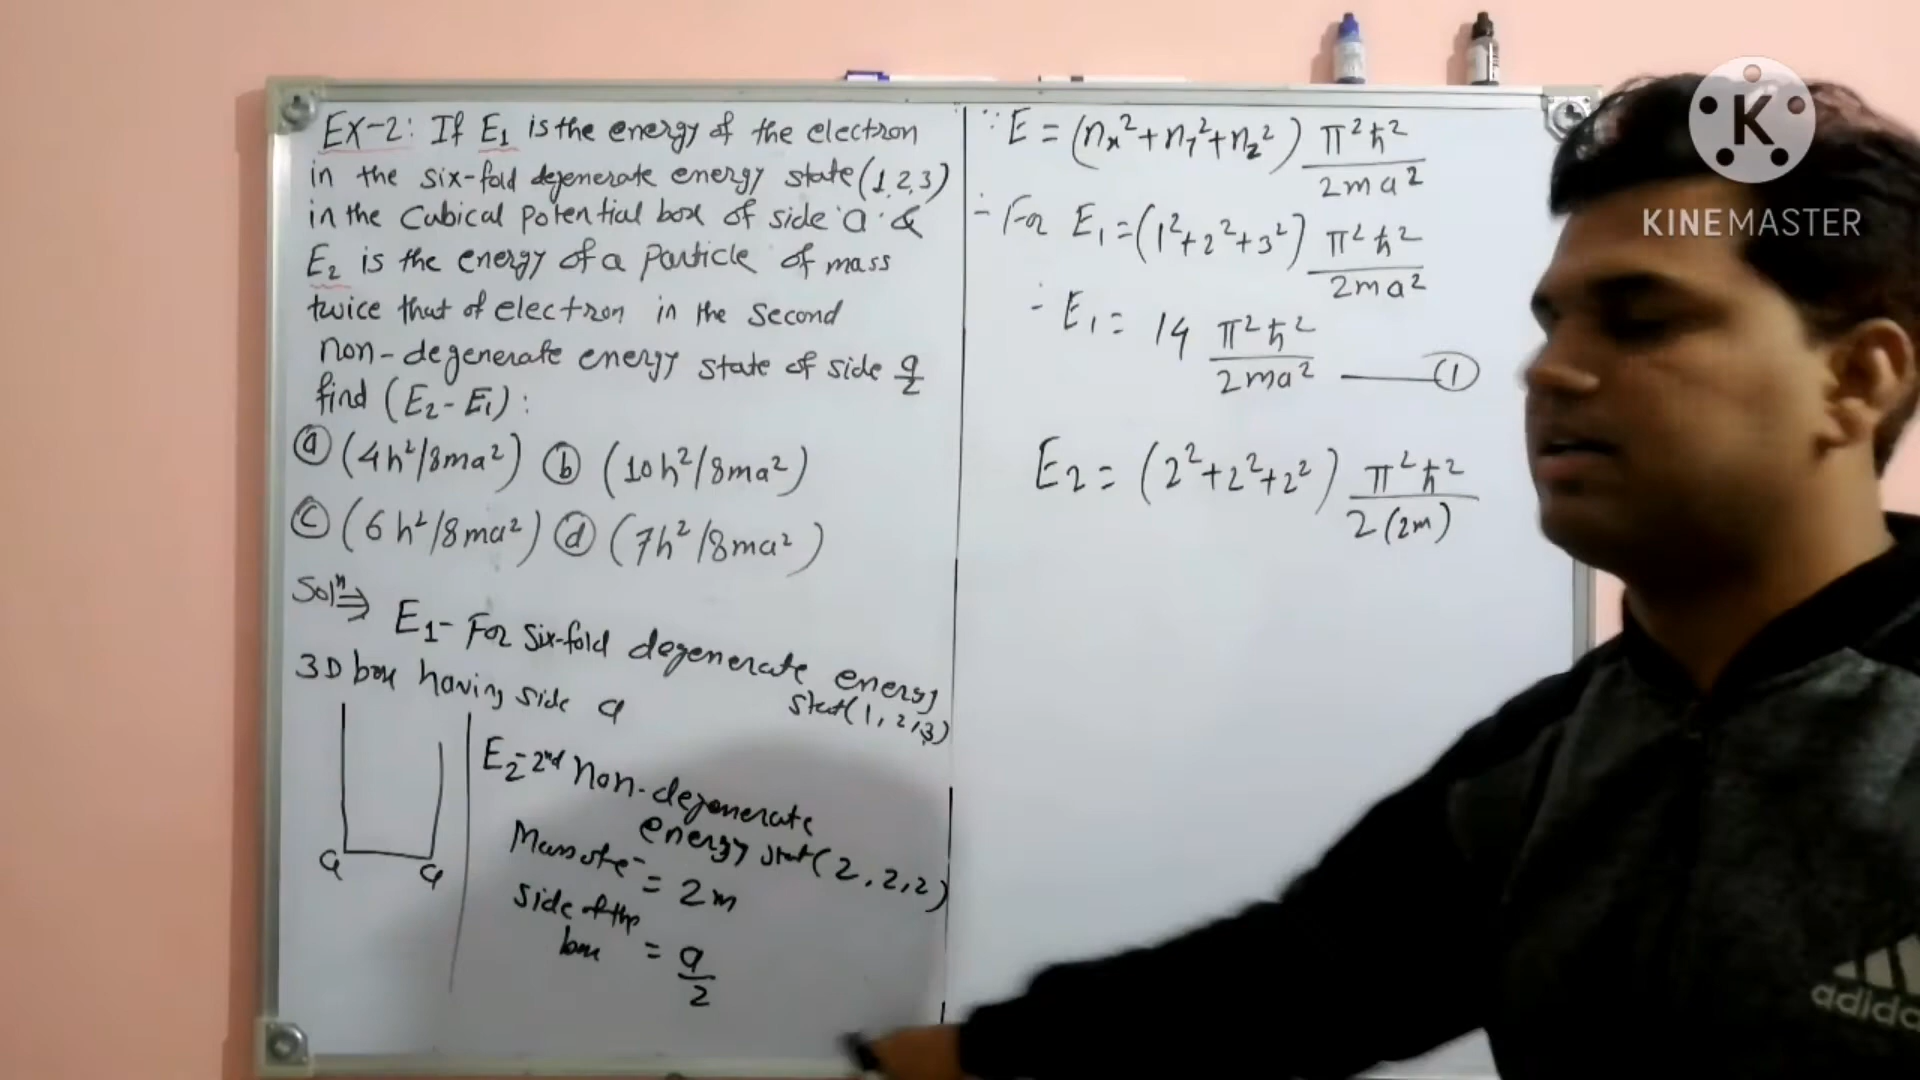 EX-2: If E₁ is the energy of the electron
in the six-fold degenerate energy state (1,2,3)
in the Cubical potential box of side 'a' &
E₂ is the energy of a particle of mass
twice that of electron in the second
non-degenerate energy state of side a/2
find (E₂-E₁):
ⓐ (4h²/8ma²) ⓑ (10h²/8ma²)
ⓒ (6h²/8ma²) ⓓ (7h²/8ma²)
Solⁿ⇒
E₁- For six-fold degenerate energy
stat(1,2,3)
3D box having side a
a a
E₂-2nd Non-degenerate
energy stat(2,2,2)
Mass of e⁻ = 2m
side of the
box = a/2
∵ E = (nx²+ny²+nz²) π²ħ²/2ma²
∴ For E₁=(1²+2²+3²) π²ħ²/2ma²
∴ E₁= 14 π²ħ²/2ma² ——①
E₂= (2²+2²+2²) π²ħ²/2(2m)
K
KINEMASTER
adidas